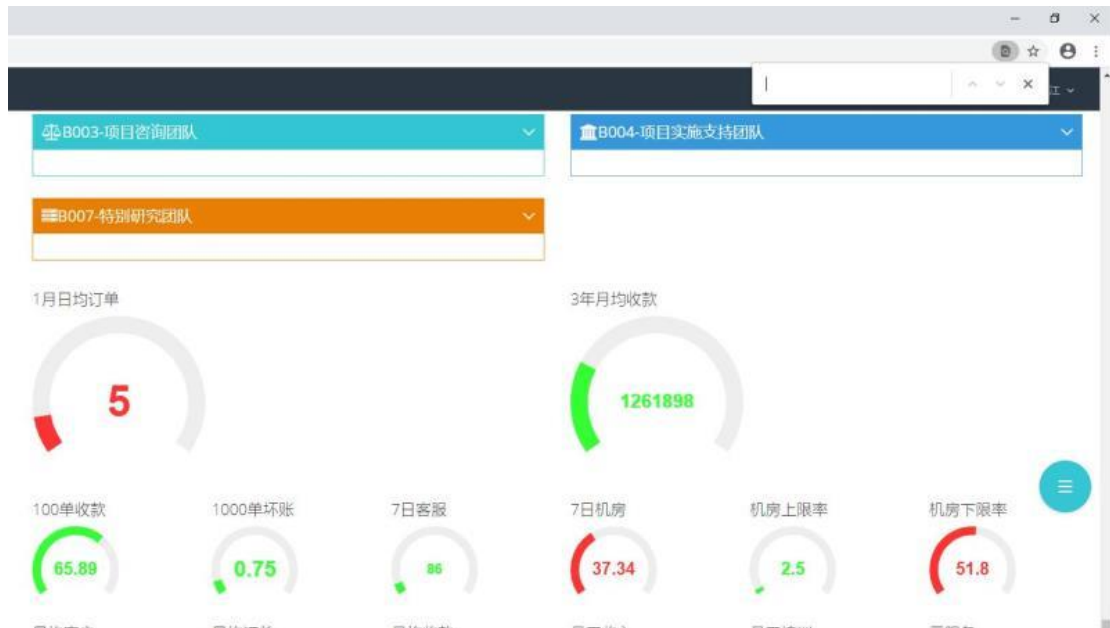 江
B003-项目咨询团队
B004-项目实施支持团队
B007-特别研究团队
1月日均订单
3年月均收款
5
1261898
100单收款
1000单坏账
7日客服
7日机房
机房上限率
机房下限率
65.89
0.75
86
37.34
2.5
51.8